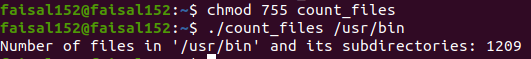 faisal152@faisal152:~$ chmod 755 count_files
faisal152@faisal152:~$ ./count_files /usr/bin
Number of files in '/usr/bin' and its subdirectories: 1209